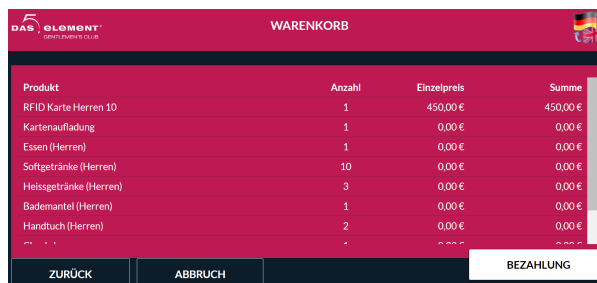 5
DAS ELEMENT
GENTLEMEN'S CLUB
WARENKORB
Produkt Anzahl Einzelpreis Summe
RFID Karte Herren 10 1 450,00 € 450,00 €
Kartenaufladung 1 0,00 € 0,00 €
Essen (Herren) 1 0,00 € 0,00 €
Softgetränke (Herren) 10 0,00 € 0,00 €
Heissgetränke (Herren) 3 0,00 € 0,00 €
Bademantel (Herren) 1 0,00 € 0,00 €
Handtuch (Herren) 2 0,00 € 0,00 €
ZURÜCK ABBRUCH BEZAHLUNG